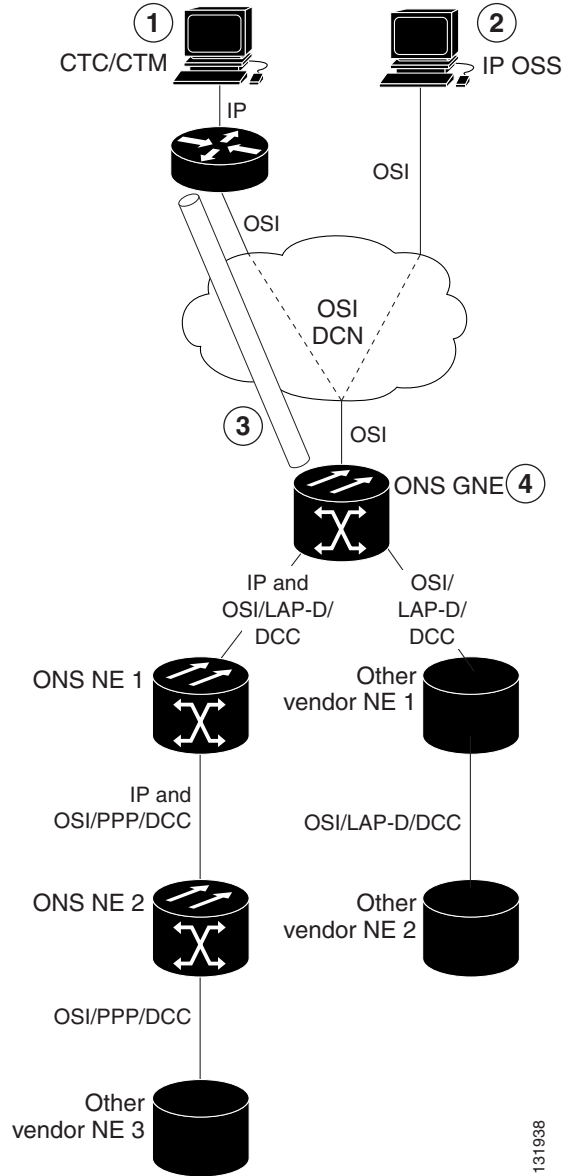 1
CTC/CTM
2
IP OSS
IP
OSI
OSI
OSI
DCN
3
OSI
ONS GNE
4
IP and
OSI/LAP-D/
DCC
OSI/
LAP-D/
DCC
ONS NE 1
Other
vendor NE 1
IP and
OSI/PPP/DCC
OSI/LAP-D/DCC
ONS NE 2
Other
vendor NE 2
OSI/PPP/DCC
Other
vendor NE 3
131938